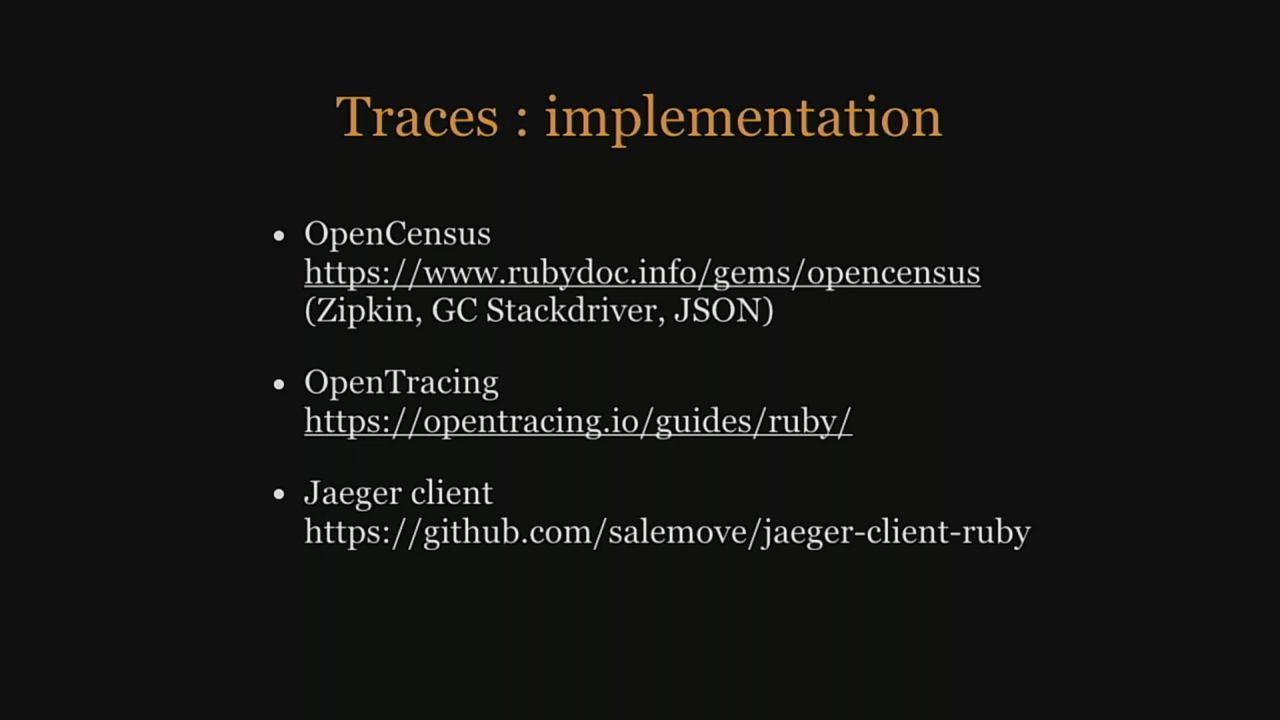 Traces : implementation
• OpenCensus
https://www.rubydoc.info/gems/opencensus
(Zipkin, GC Stackdriver, JSON)
• OpenTracing
https://opentracing.io/guides/ruby/
• Jaeger client
https://github.com/salemove/jaeger-client-ruby